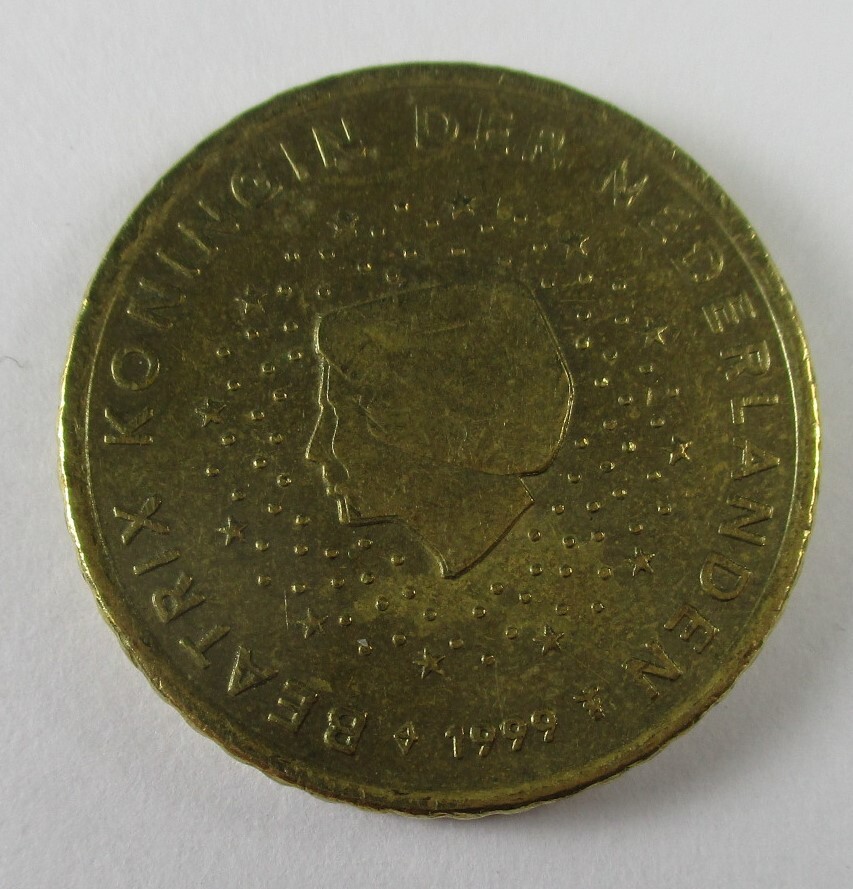 BEATRIX KONINGIN DER NEDERLANDEN
1999